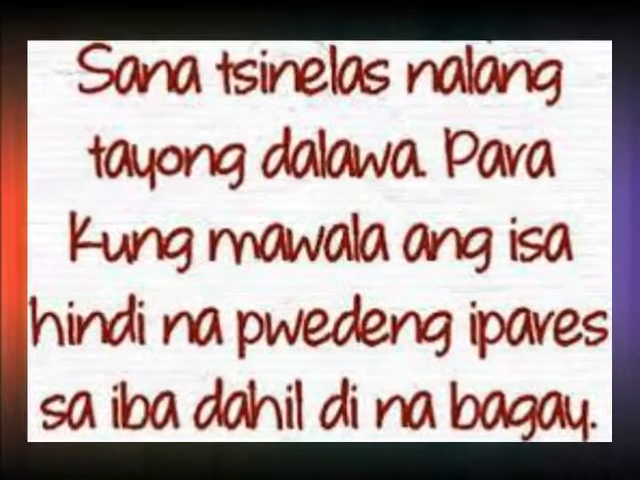 Sana tsinelas nalang
tayong dalawa. Para
Kung mawala ang isa
hindi na pwedeng ipares
sa iba dahil di na bagay.